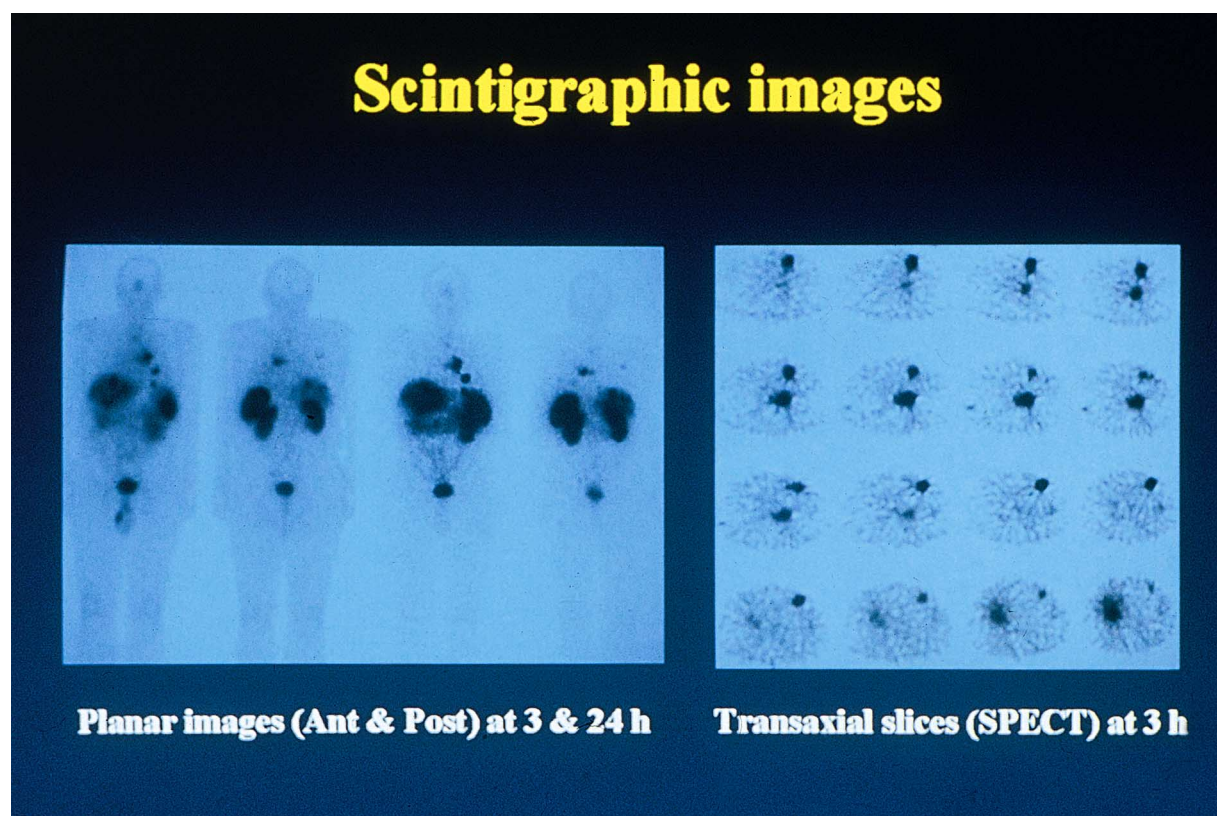 Scintigraphic images
Planar images (Ant & Post) at 3 & 24 h
Transaxial slices (SPECT) at 3 h